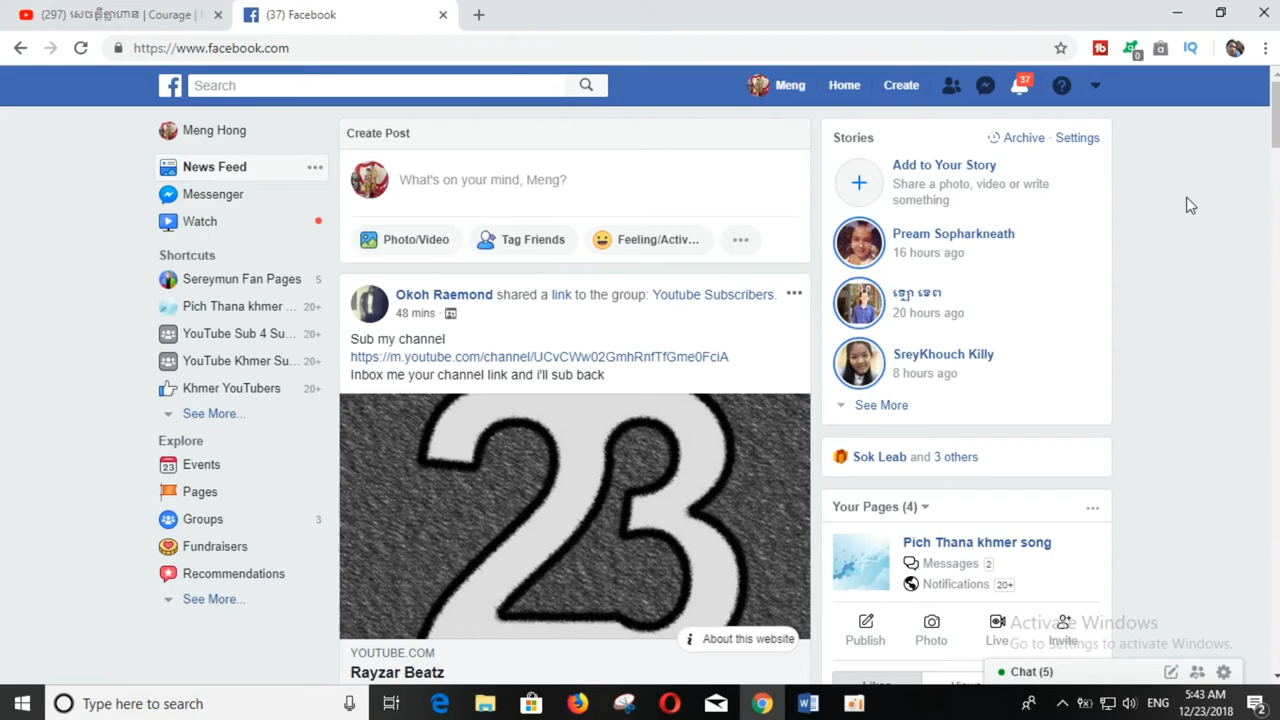 (297) សេចក្តីក្លាហាន | Courage |
(37) Facebook
https://www.facebook.com
0
Search
Meng
Home
Create
37
Meng Hong
News Feed
Messenger
Watch
Shortcuts
Sereymun Fan Pages 5
Pich Thana khmer ... 20+
YouTube Sub 4 Su... 20+
YouTube Khmer Su... 20+
Khmer YouTubers 20+
See More...
Explore
23 Events
Pages
Groups 3
Fundraisers
Recommendations
See More...
Create Post
What's on your mind, Meng?
Photo/Video
Tag Friends
Feeling/Activ...
Okoh Raemond shared a link to the group: Youtube Subscribers.
48 mins
Sub my channel
https://m.youtube.com/channel/UCvCWw02GmhRnfTfGme0FciA
Inbox me your channel link and i'll sub back
23
About this website
YOUTUBE.COM
Rayzar Beatz
Stories
Archive · Settings
Add to Your Story
Share a photo, video or write
something
Pream Sopharkneath
16 hours ago
ឡោ ទេព
20 hours ago
SreyKhouch Killy
8 hours ago
See More
Sok Leab and 3 others
Your Pages (4)
Pich Thana khmer song
Messages 2
Notifications 20+
Publish
Photo
Live
Invite
Likes
Views
Activate Windows
Go to Settings to activate Windows.
Chat (5)
Type here to search
ENG
5:43 AM
12/23/2018
2